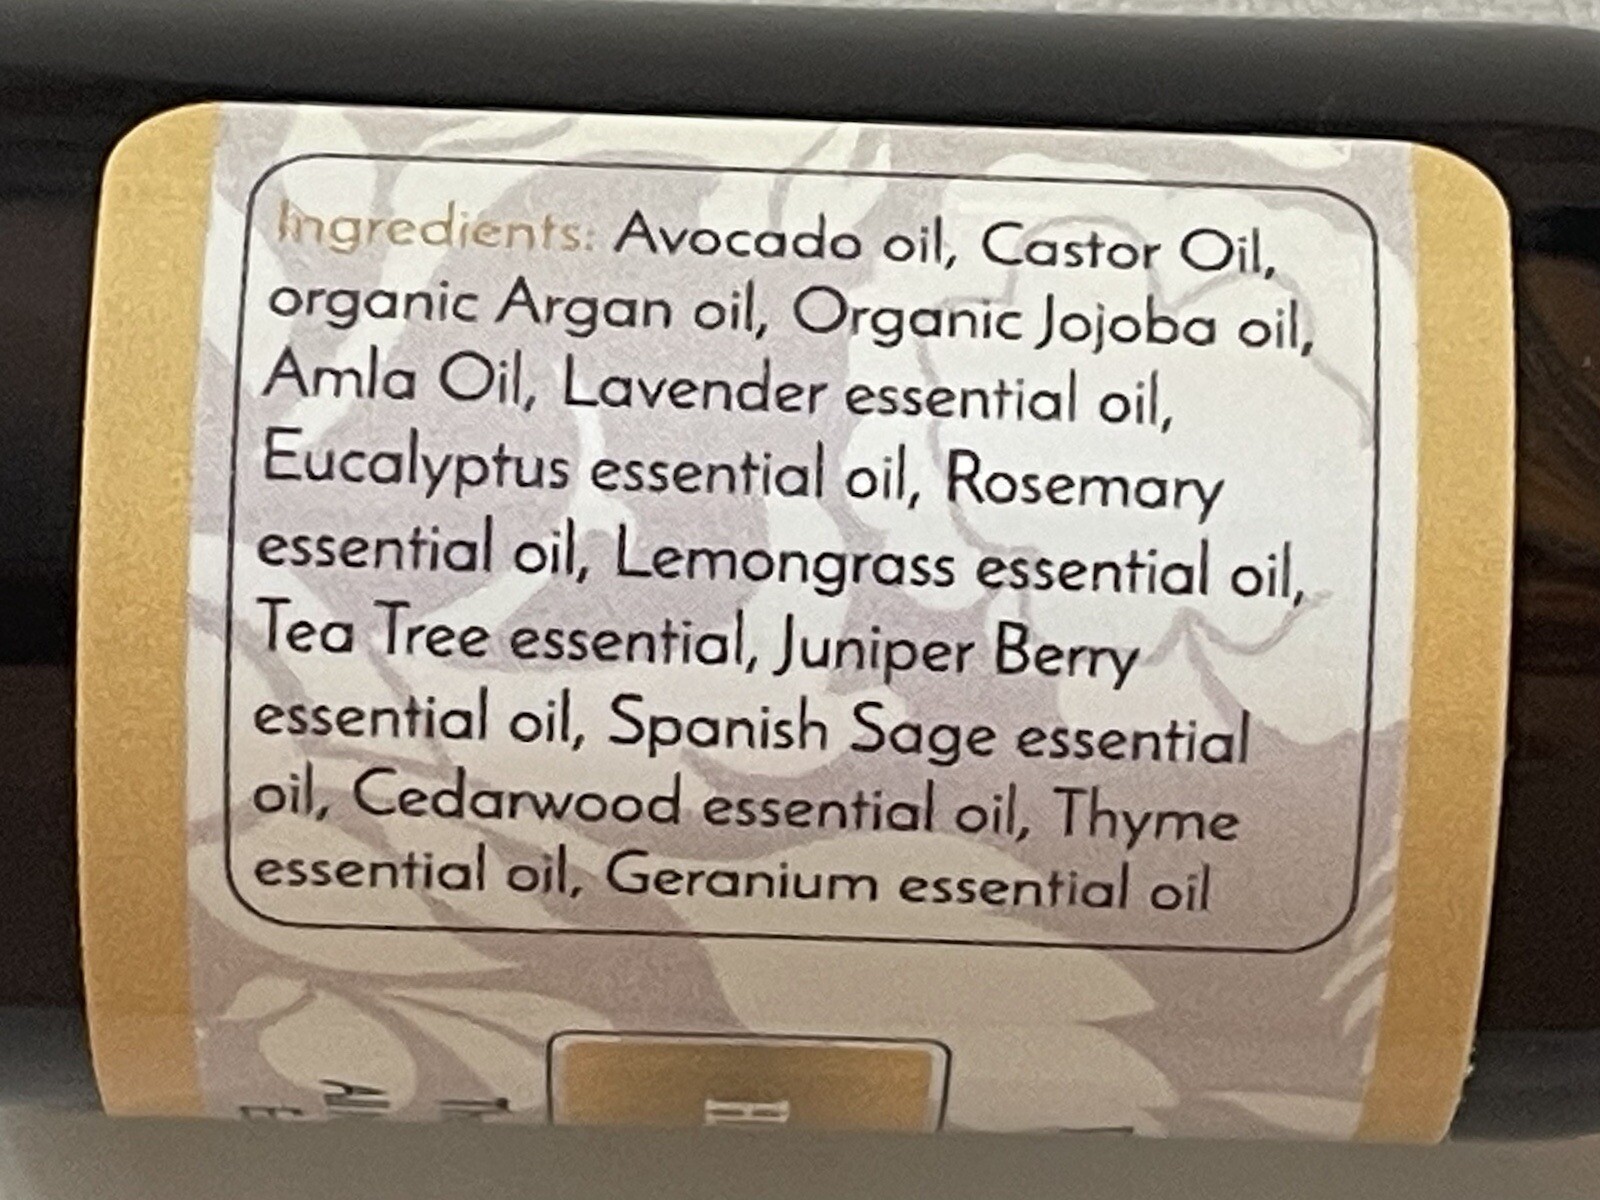 Ingredients: Avocado oil, Castor Oil,
organic Argan oil, Organic Jojoba oil,
Amla Oil, Lavender essential oil,
Eucalyptus essential oil, Rosemary
essential oil, Lemongrass essential oil,
Tea Tree essential, Juniper Berry
essential oil, Spanish Sage essential
oil, Cedarwood essential oil, Thyme
essential oil, Geranium essential oil